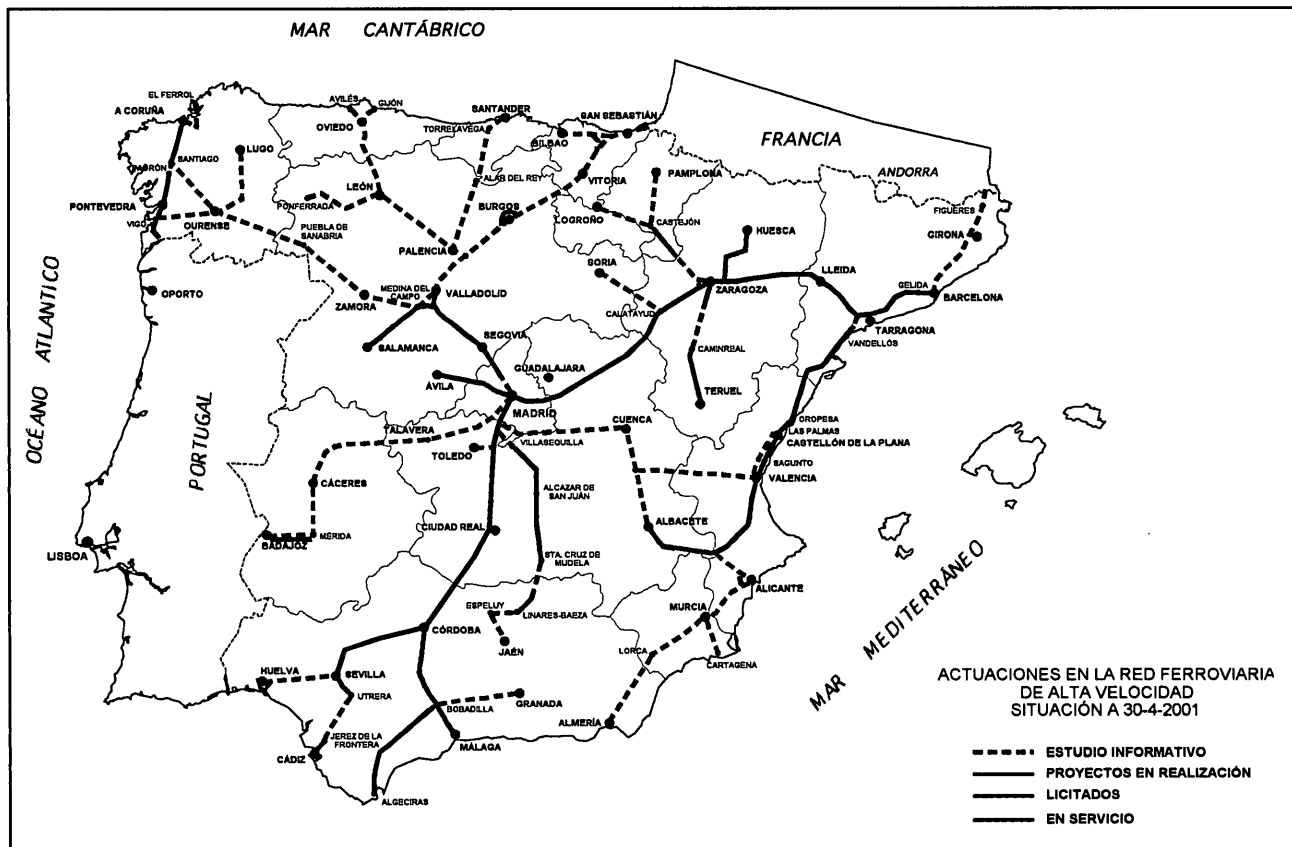 MAR CANTÁBRICO
EL FERROL
A CORUÑA
AVILÉS
GIJÓN
OVIEDO
SANTANDER
TORRELAVEGA
BILBAO
SAN SEBASTIÁN
FRANCIA
LUGO
SANTIAGO
PADRÓN
PONTEVEDRA
VIGO
OURENSE
PONFERRADA
LEÓN
ALAR DEL REY
VITORIA
PAMPLONA
ANDORRA
FIGUERES
GIRONA
PUEBLA DE
SANABRIA
PALENCIA
BURGOS
LOGROÑO
CASTEJÓN
HUESCA
SORIA
ZARAGOZA
LLEIDA
GELIDA
BARCELONA
TARRAGONA
VANDELLÓS
OPORTO
ZAMORA
MEDINA DEL
CAMPO
VALLADOLID
CALATAYUD
SALAMANCA
SEGOVIA
CAMINREAL
ÁVILA
GUADALAJARA
TERUEL
MADRID
OCÉANO ATLANTICO
PORTUGAL
TALAVERA
TOLEDO
VILLASEQUILLA
CUENCA
OROPESA
LAS PALMAS
CASTELLÓN DE LA PLANA
SAGUNTO
VALENCIA
CÁCERES
ALCAZAR DE
SAN JUÁN
CIUDAD REAL
ALBACETE
LISBOA
BADAJOZ
MÉRIDA
STA. CRUZ DE
MUDELA
ALICANTE
MURCIA
ESPELUY
LINARES-BAEZA
CÓRDOBA
JAÉN
LORCA
CARTAGENA
HUELVA
SEVILLA
UTRERA
BOBADILLA
GRANADA
ALMERÍA
JEREZ DE LA
FRONTERA
CÁDIZ
MÁLAGA
ALGECIRAS
MAR MEDITERRÁNEO
ACTUACIONES EN LA RED FERROVIARIA
DE ALTA VELOCIDAD
SITUACIÓN A 30-4-2001
ESTUDIO INFORMATIVO
PROYECTOS EN REALIZACIÓN
LICITADOS
EN SERVICIO